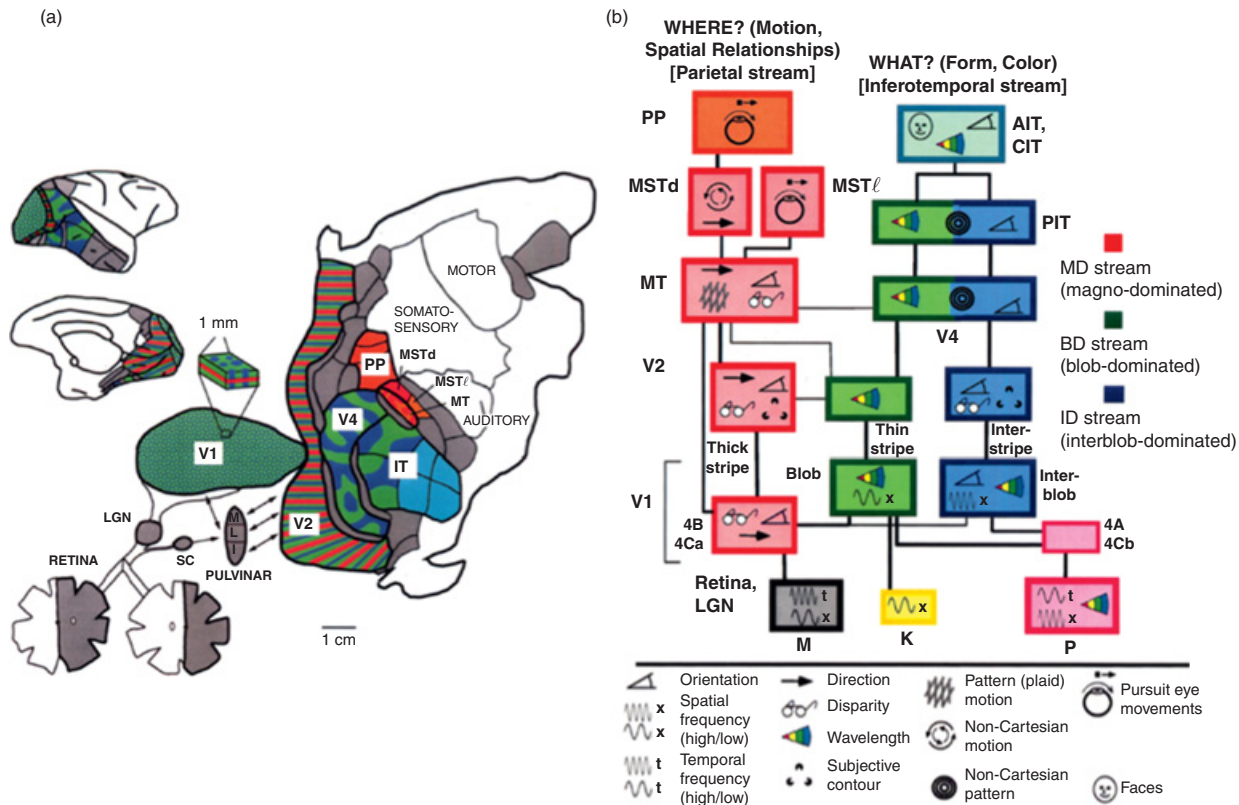 (a)
1 mm
MOTOR
SOMATO-
SENSORY
PP
MSTd
MSTℓ
MT
AUDITORY
V4
V1
IT
LGN
V2
M
L
I
SC
RETINA
PULVINAR
1 cm
(b)
WHERE? (Motion,
Spatial Relationships)
[Parietal stream]
WHAT? (Form, Color)
[Inferotemporal stream]
PP
AIT,
CIT
MSTd
MSTℓ
PIT
MT
V4
MD stream
(magno-dominated)
BD stream
(blob-dominated)
ID stream
(interblob-dominated)
V2
Thick
stripe
Thin
stripe
Inter-
stripe
V1
Blob
x
x
Inter-
blob
4B
4Ca
4A
4Cb
Retina,
LGN
t
x
x
t
x
M
K
P
Orientation
x
x
Spatial
frequency
(high/low)
t
t
Temporal
frequency
(high/low)
Direction
Disparity
Wavelength
Subjective
contour
Pattern (plaid)
motion
Non-Cartesian
motion
Non-Cartesian
pattern
Pursuit eye
movements
Faces